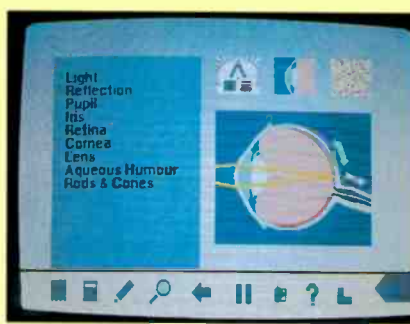 Light
Reflection
Pupil
Iris
Retina
Cornea
Lens
Aqueous Humour
Rods & Cones
?